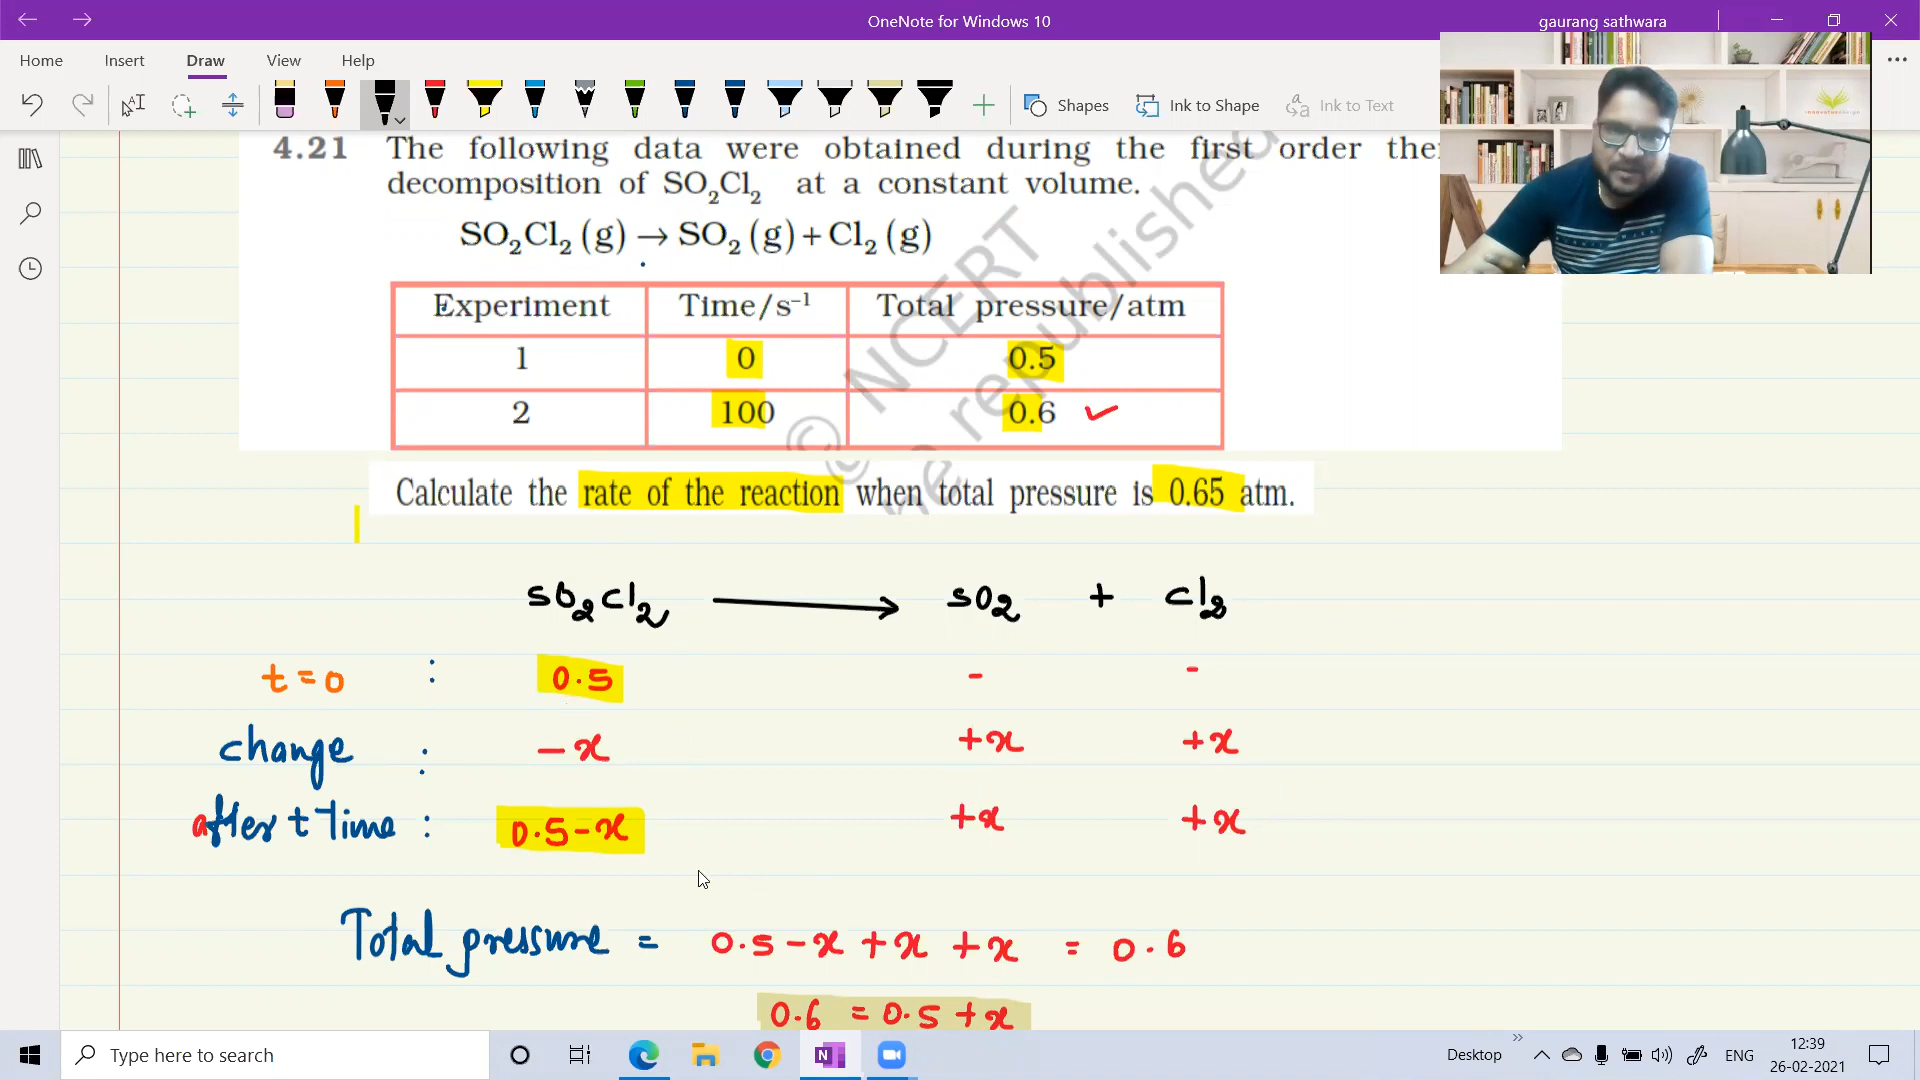 OneNote for Windows 10
gaurang sathwara
Home Insert Draw View Help
Shapes Ink to Shape Ink to Text
4.21 The following data were obtained during the first order the
decomposition of SO₂Cl₂ at a constant volume.
SO₂Cl₂ (g) → SO₂ (g) + Cl₂ (g)
Experiment Time/s⁻¹ Total pressure/atm
1 0 0.5
2 100 0.6 ✓
© NCERT
be republished
Calculate the rate of the reaction when total pressure is 0.65 atm.
SO₂Cl₂ ⟶ SO₂ + Cl₂
t = 0 : 0.5 - -
change : -x +x +x
after t time : 0.5-x +x +x
Total pressure = 0.5 - x + x + x = 0.6
0.6 = 0.5 + x
Type here to search
Desktop
ENG
12:39
26-02-2021